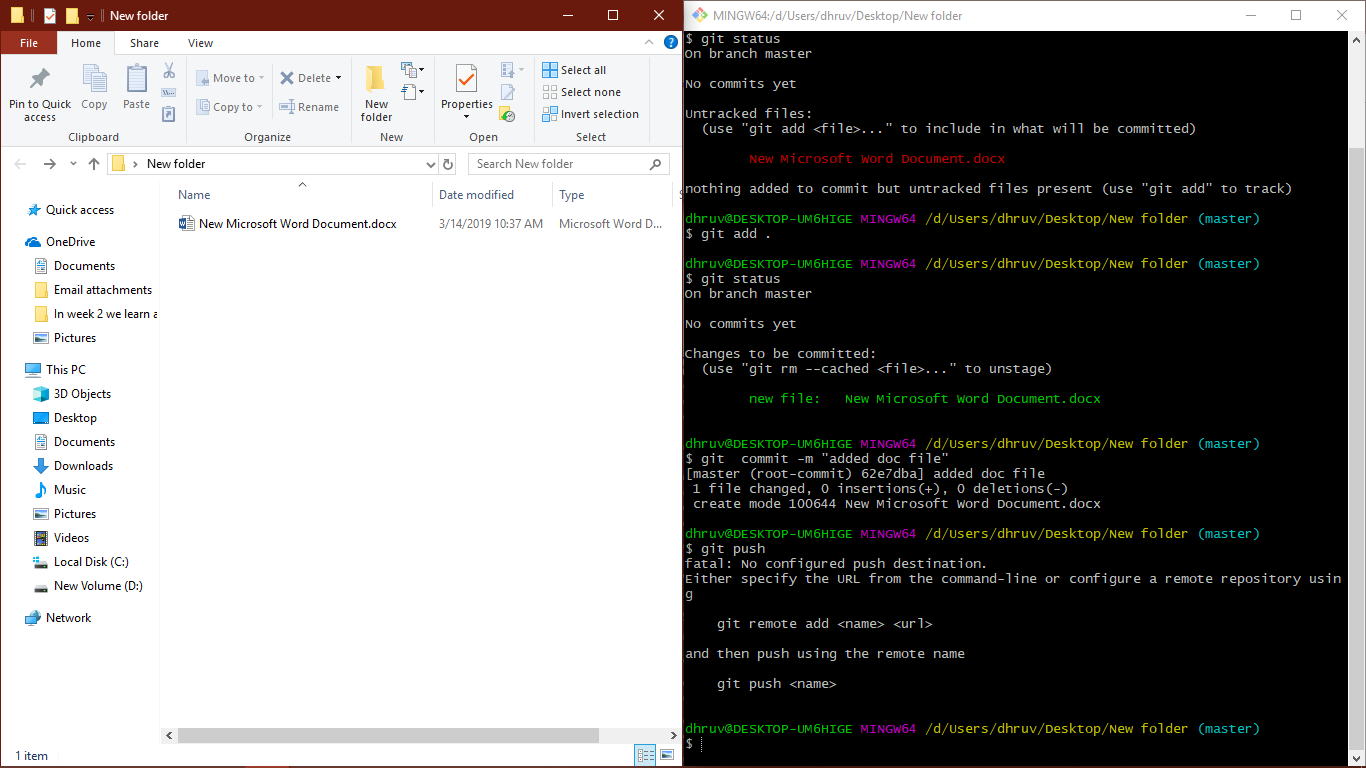 New folder
File Home Share View
Pin to Quick access
Copy
Paste
Clipboard
Move to
Copy to
Delete
Rename
Organize
New folder
New
Properties
Open
Select all
Select none
Invert selection
Select
New folder
Search New folder
Name Date modified Type
New Microsoft Word Document.docx 3/14/2019 10:37 AM Microsoft Word D...
Quick access
OneDrive
Documents
Email attachments
In week 2 we learn a
Pictures
This PC
3D Objects
Desktop
Documents
Downloads
Music
Pictures
Videos
Local Disk (C:)
New Volume (D:)
Network
1 item
MINGW64:/d/Users/dhruv/Desktop/New folder
$ git status
On branch master
No commits yet
Untracked files:
(use "git add <file>..." to include in what will be committed)
New Microsoft Word Document.docx
nothing added to commit but untracked files present (use "git add" to track)
dhruv@DESKTOP-UM6HIGE MINGW64 /d/Users/dhruv/Desktop/New folder (master)
$ git add .
dhruv@DESKTOP-UM6HIGE MINGW64 /d/Users/dhruv/Desktop/New folder (master)
$ git status
On branch master
No commits yet
Changes to be committed:
(use "git rm --cached <file>..." to unstage)
new file:   New Microsoft Word Document.docx
dhruv@DESKTOP-UM6HIGE MINGW64 /d/Users/dhruv/Desktop/New folder (master)
$ git  commit -m "added doc file"
[master (root-commit) 62e7dba] added doc file
1 file changed, 0 insertions(+), 0 deletions(-)
create mode 100644 New Microsoft Word Document.docx
dhruv@DESKTOP-UM6HIGE MINGW64 /d/Users/dhruv/Desktop/New folder (master)
$ git push
fatal: No configured push destination.
Either specify the URL from the command-line or configure a remote repository usin
g
git remote add <name> <url>
and then push using the remote name
git push <name>
dhruv@DESKTOP-UM6HIGE MINGW64 /d/Users/dhruv/Desktop/New folder (master)
$